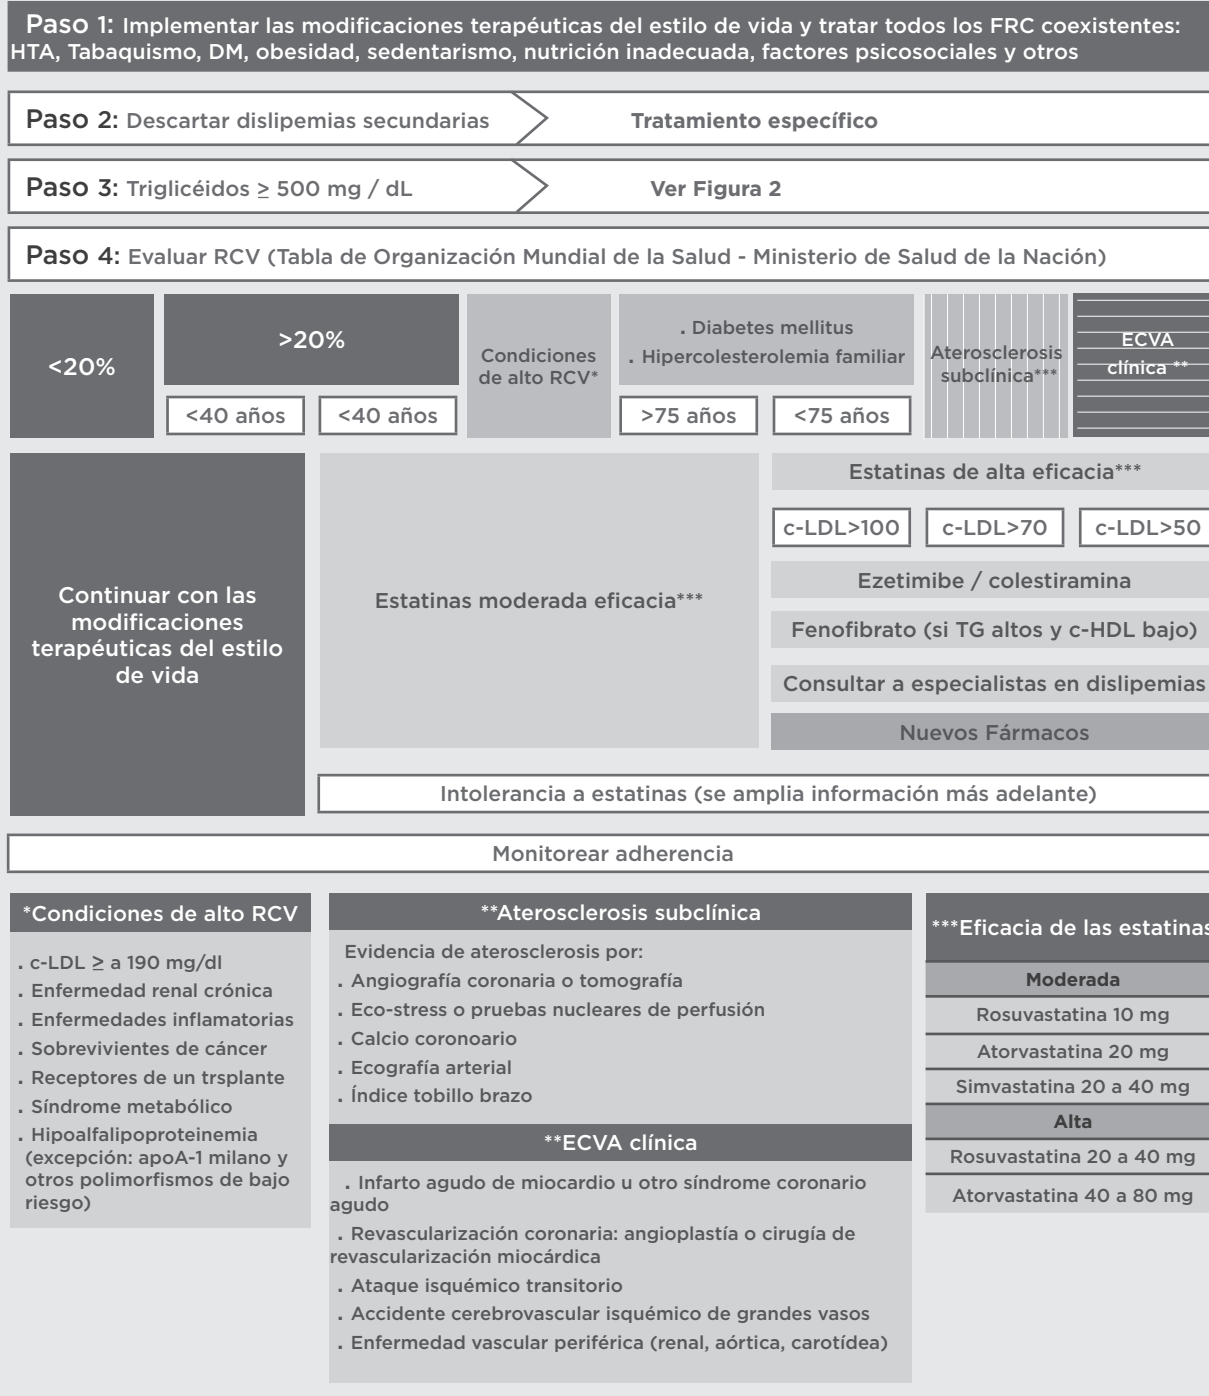 Paso 1: Implementar las modificaciones terapéuticas del estilo de vida y tratar todos los FRC coexistentes:
HTA, Tabaquismo, DM, obesidad, sedentarismo, nutrición inadecuada, factores psicosociales y otros
Paso 2: Descartar dislipemias secundarias
Tratamiento específico
Paso 3: Triglicéidos ≥ 500 mg / dL
Ver Figura 2
Paso 4: Evaluar RCV (Tabla de Organización Mundial de la Salud - Ministerio de Salud de la Nación)
<20%
>20%
<40 años
<40 años
Condiciones
de alto RCV*
. Diabetes mellitus
. Hipercolesterolemia familiar
>75 años
<75 años
Aterosclerosis
subclínica***
ECVA
clínica **
Continuar con las
modificaciones
terapéuticas del estilo
de vida
Estatinas moderada eficacia***
Estatinas de alta eficacia***
c-LDL>100
c-LDL>70
c-LDL>50
Ezetimibe / colestiramina
Fenofibrato (si TG altos y c-HDL bajo)
Consultar a especialistas en dislipemias
Nuevos Fármacos
Intolerancia a estatinas (se amplia información más adelante)
Monitorear adherencia
*Condiciones de alto RCV
. c-LDL ≥ a 190 mg/dl
. Enfermedad renal crónica
. Enfermedades inflamatorias
. Sobrevivientes de cáncer
. Receptores de un trsplante
. Síndrome metabólico
. Hipoalfalipoproteinemia
(excepción: apoA-1 milano y
otros polimorfismos de bajo
riesgo)
**Aterosclerosis subclínica
Evidencia de aterosclerosis por:
. Angiografía coronaria o tomografía
. Eco-stress o pruebas nucleares de perfusión
. Calcio coronoario
. Ecografía arterial
. Índice tobillo brazo
**ECVA clínica
. Infarto agudo de miocardio u otro síndrome coronario
agudo
. Revascularización coronaria: angioplastía o cirugía de
revascularización miocárdica
. Ataque isquémico transitorio
. Accidente cerebrovascular isquémico de grandes vasos
. Enfermedad vascular periférica (renal, aórtica, carotídea)
***Eficacia de las estatinas
Moderada
Rosuvastatina 10 mg
Atorvastatina 20 mg
Simvastatina 20 a 40 mg
Alta
Rosuvastatina 20 a 40 mg
Atorvastatina 40 a 80 mg